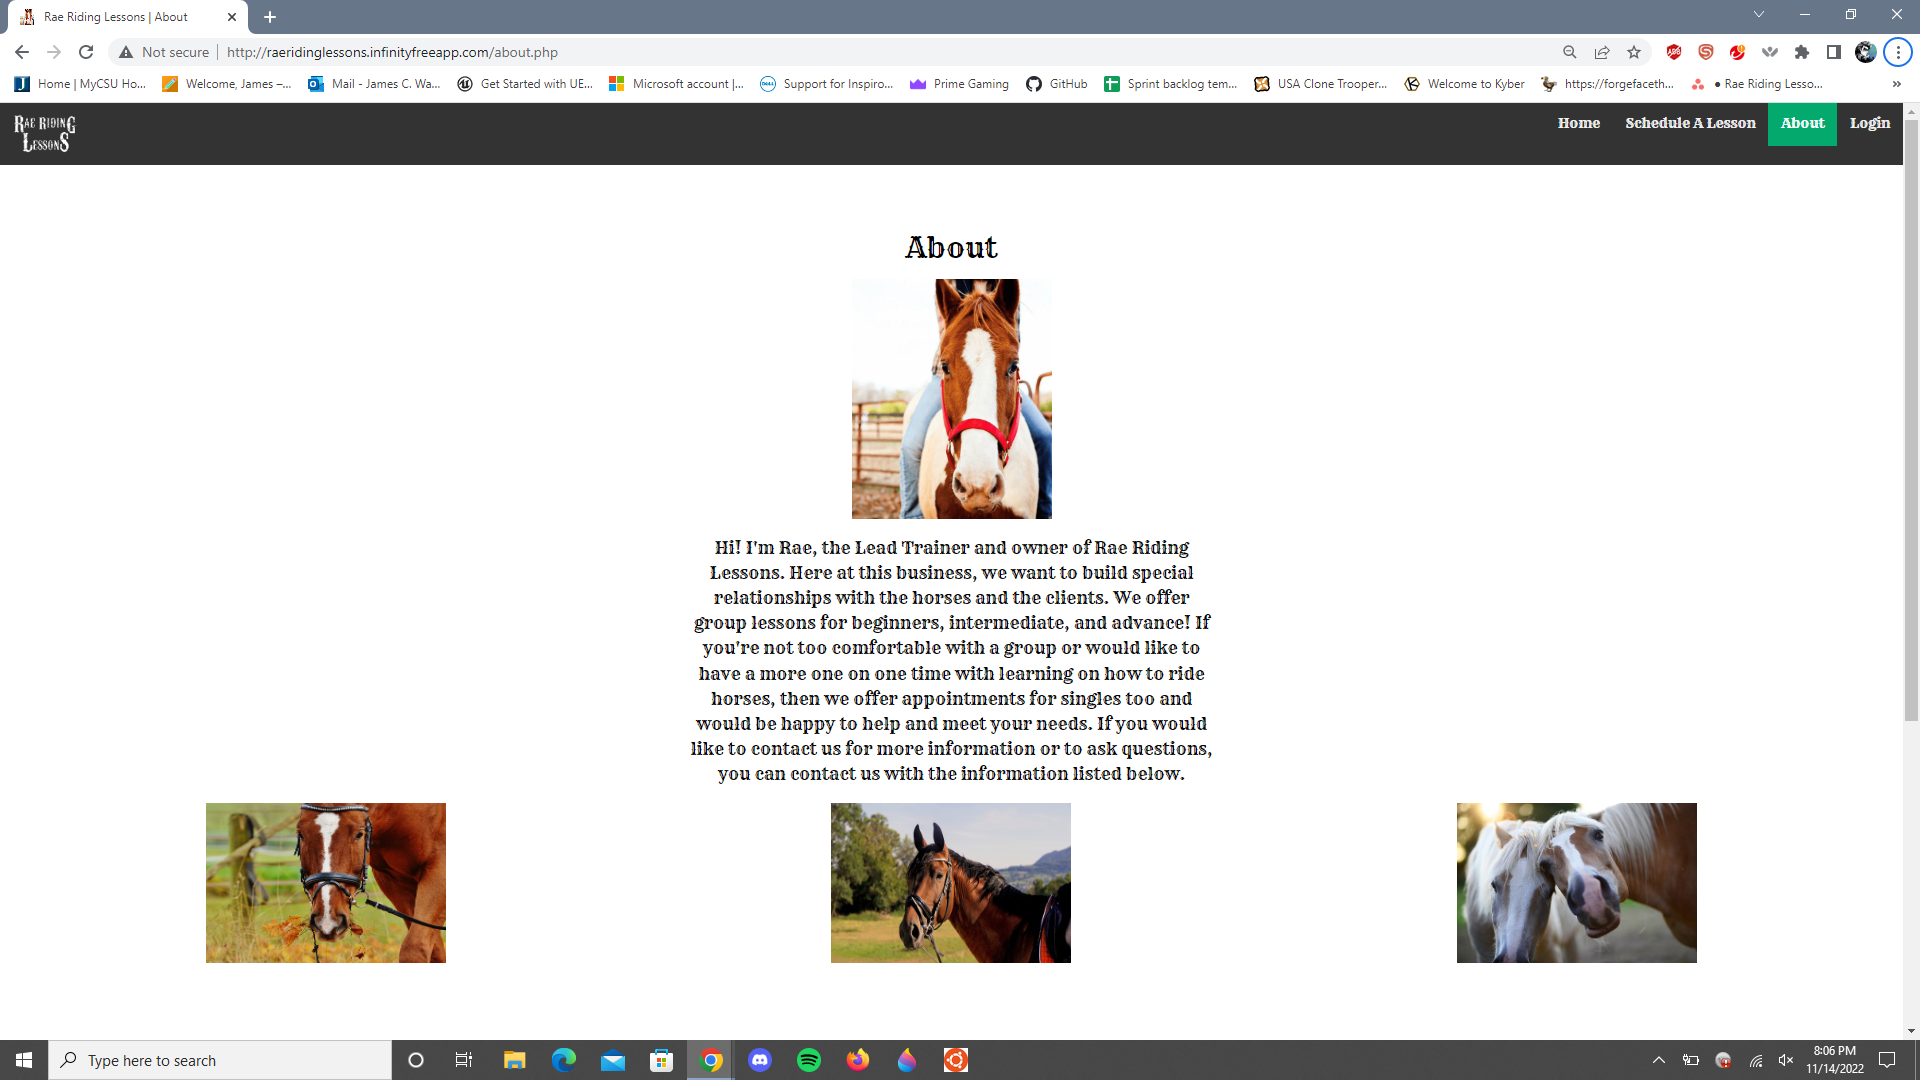 Rae Riding Lessons | About
Not secure
http://raeridinglessons.infinityfreeapp.com/about.php
Home | MyCSU Ho...
Welcome, James –...
Mail - James C. Wa...
Get Started with UE...
Microsoft account |...
Support for Inspiro...
Prime Gaming
GitHub
Sprint backlog tem...
USA Clone Trooper...
Welcome to Kyber
https://forgefaceth...
● Rae Riding Lesso...
»
Rae Riding
Lessons
Home
Schedule A Lesson
About
Login
About
Hi! I'm Rae, the Lead Trainer and owner of Rae Riding
Lessons. Here at this business, we want to build special
relationships with the horses and the clients. We offer
group lessons for beginners, intermediate, and advance! If
you're not too comfortable with a group or would like to
have a more one on one time with learning on how to ride
horses, then we offer appointments for singles too and
would be happy to help and meet your needs. If you would
like to contact us for more information or to ask questions,
you can contact us with the information listed below.
Type here to search
8:06 PM
11/14/2022